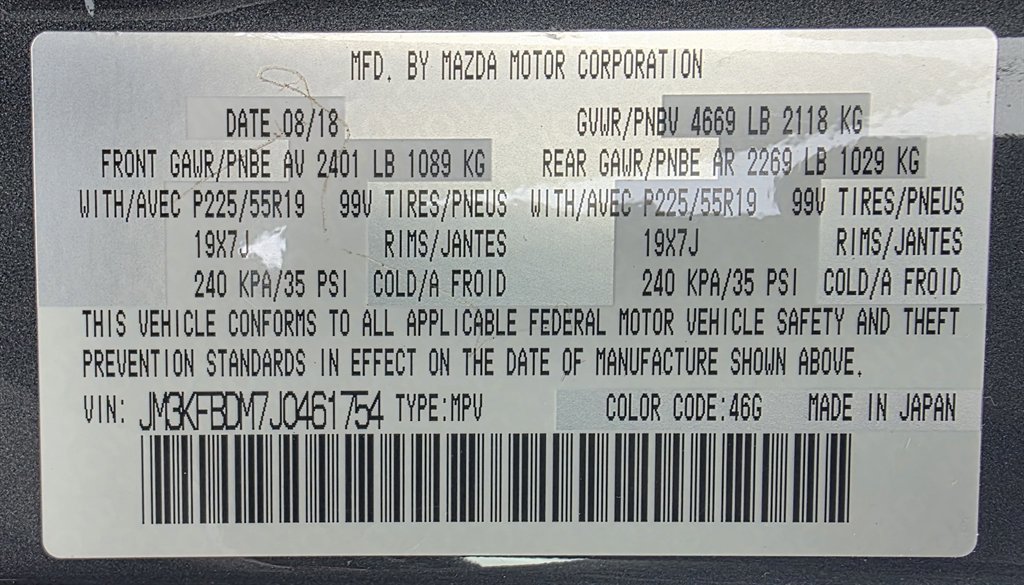 MFD. BY MAZDA MOTOR CORPORATION
DATE 08/18 GVWR/PNBV 4669 LB 2118 KG
FRONT GAWR/PNBE AV 2401 LB 1089 KG REAR GAWR/PNBE AR 2269 LB 1029 KG
WITH/AVEC P225/55R19 99V TIRES/PNEUS WITH/AVEC P225/55R19 99V TIRES/PNEUS
19X7J RIMS/JANTES 19X7J RIMS/JANTES
240 KPA/35 PSI COLD/A FROID 240 KPA/35 PSI COLD/A FROID
THIS VEHICLE CONFORMS TO ALL APPLICABLE FEDERAL MOTOR VEHICLE SAFETY AND THEFT
PREVENTION STANDARDS IN EFFECT ON THE DATE OF MANUFACTURE SHOWN ABOVE.
VIN: JM3KFBDM7J0461754 TYPE:MPV COLOR CODE:46G MADE IN JAPAN